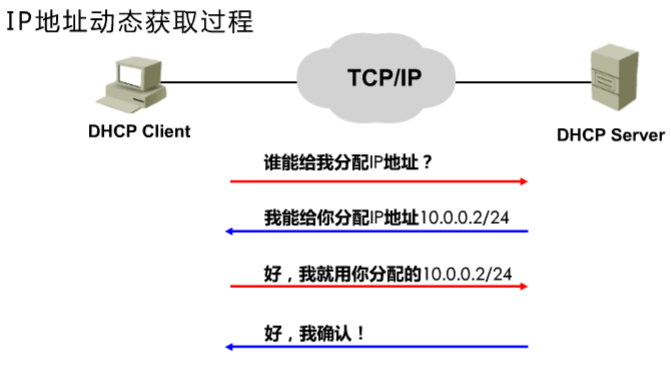 IP地址动态获取过程
TCP/IP
DHCP Client
DHCP Server
谁能给我分配IP地址？
我能给你分配IP地址10.0.0.2/24
好，我就用你分配的10.0.0.2/24
好，我确认！